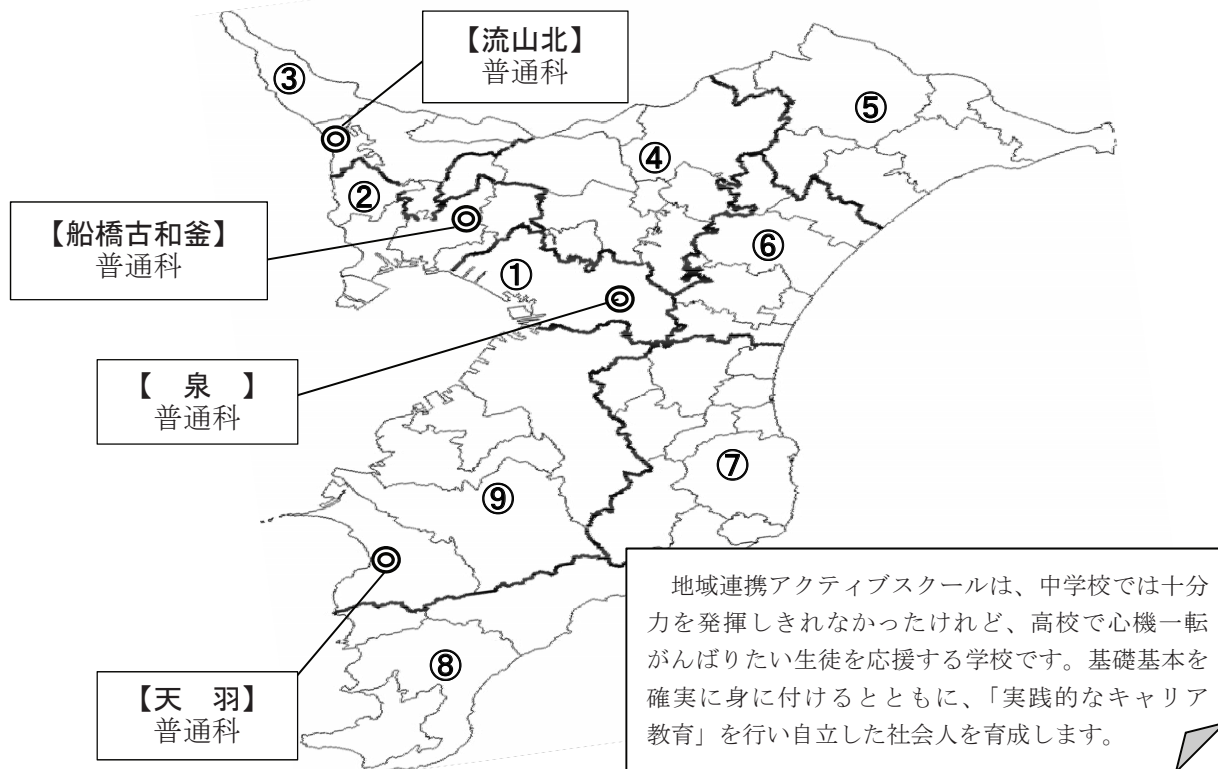 【流山北】
普通科
③
⑤
④
②
【船橋古和釜】
普通科
⑥
①
【　泉　】
普通科
⑦
⑨
⑧
【天　羽】
普通科
　地域連携アクティブスクールは、中学校では十分
力を発揮しきれなかったけれど、高校で心機一転
がんばりたい生徒を応援する学校です。基礎基本を
確実に身に付けるとともに、「実践的なキャリア
教育」を行い自立した社会人を育成します。